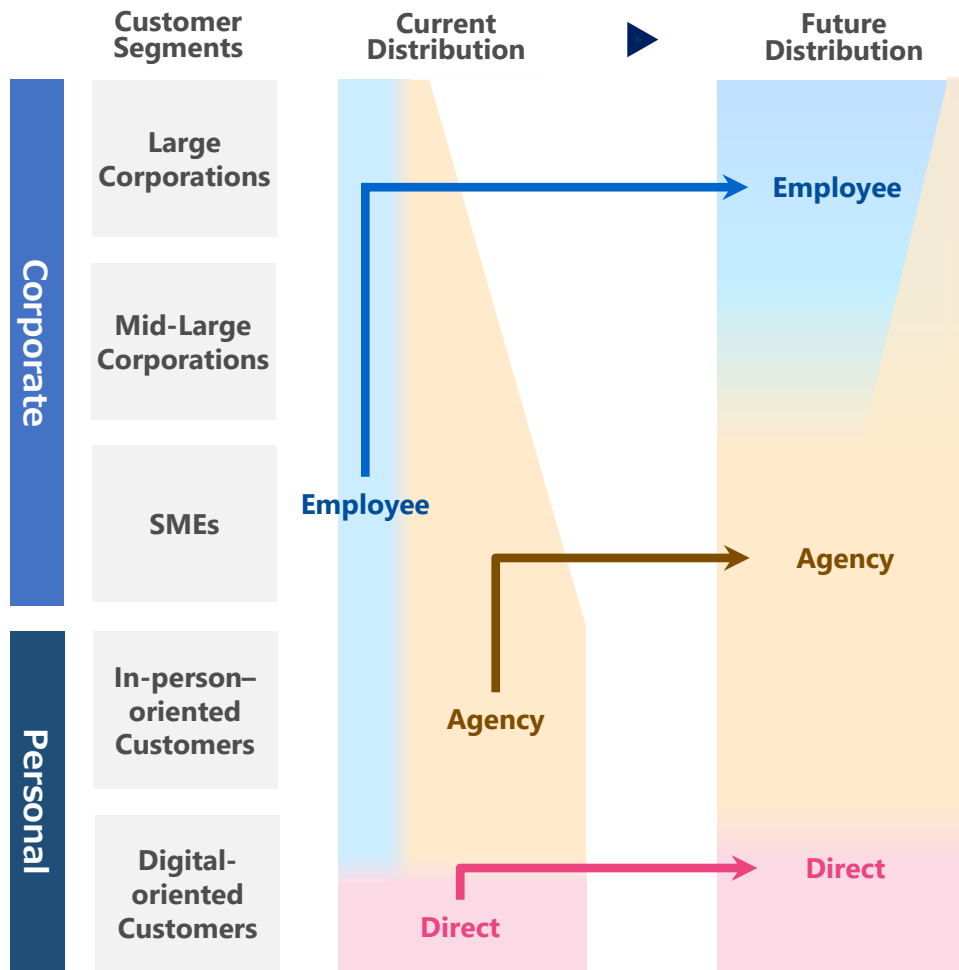 Customer
Segments
Current
Distribution
Future
Distribution
Corporate
Large
Corporations
Employee
Mid-Large
Corporations
SMEs
Employee
Agency
Personal
In-person–
oriented
Customers
Agency
Digital-
oriented
Customers
Direct
Direct